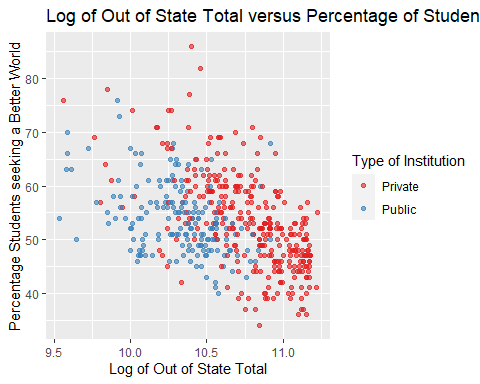 Log of Out of State Total versus Percentage of Studen
Percentage Students seeking a Better World
80
70
60
50
40
9.5 10.0 10.5 11.0
Log of Out of State Total
Type of Institution
Private
Public